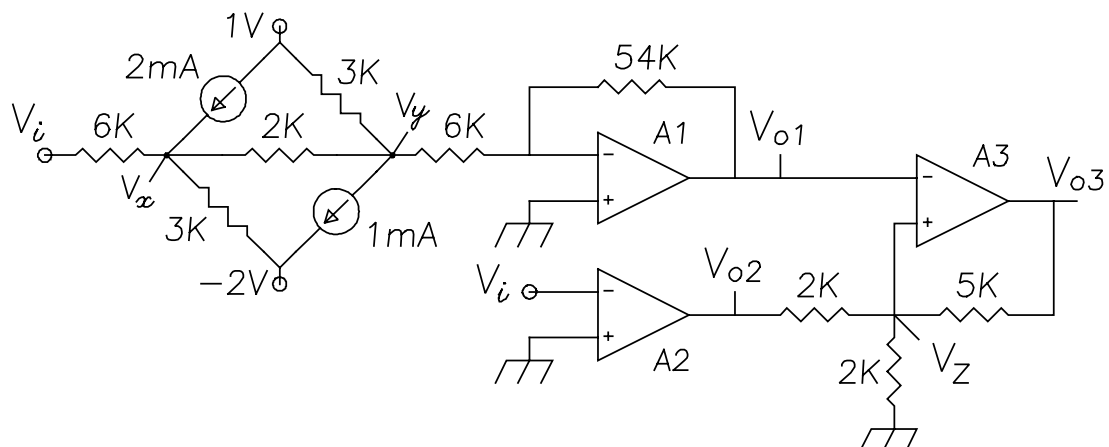 1V
2mA
3K
Vi
6K
2K
Vy
6K
54K
A1
Vo1
A3
Vo3
Vx
3K
1mA
-2V
Vi
A2
Vo2
2K
5K
2K
VZ